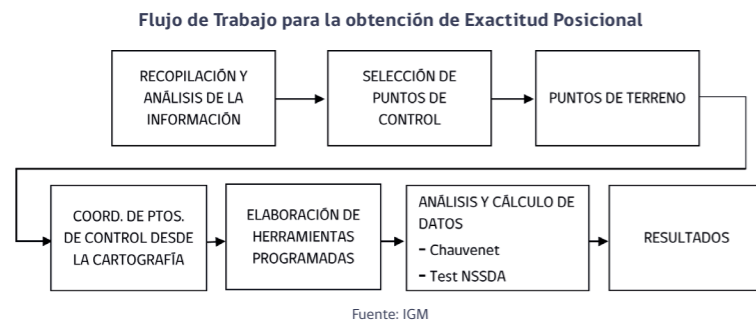 Flujo de Trabajo para la obtención de Exactitud Posicional
RECOPILACIÓN Y
ANÁLISIS DE LA
INFORMACIÓN
SELECCIÓN DE
PUNTOS DE
CONTROL
PUNTOS DE TERRENO
COORD. DE PTOS.
DE CONTROL DESDE
LA CARTOGRAFÍA
ELABORACIÓN DE
HERRAMIENTAS
PROGRAMADAS
ANÁLISIS Y CÃLCULO DE
DATOS
- Chauvenet
- Test NSSDA
RESULTADOS
Fuente: IGM